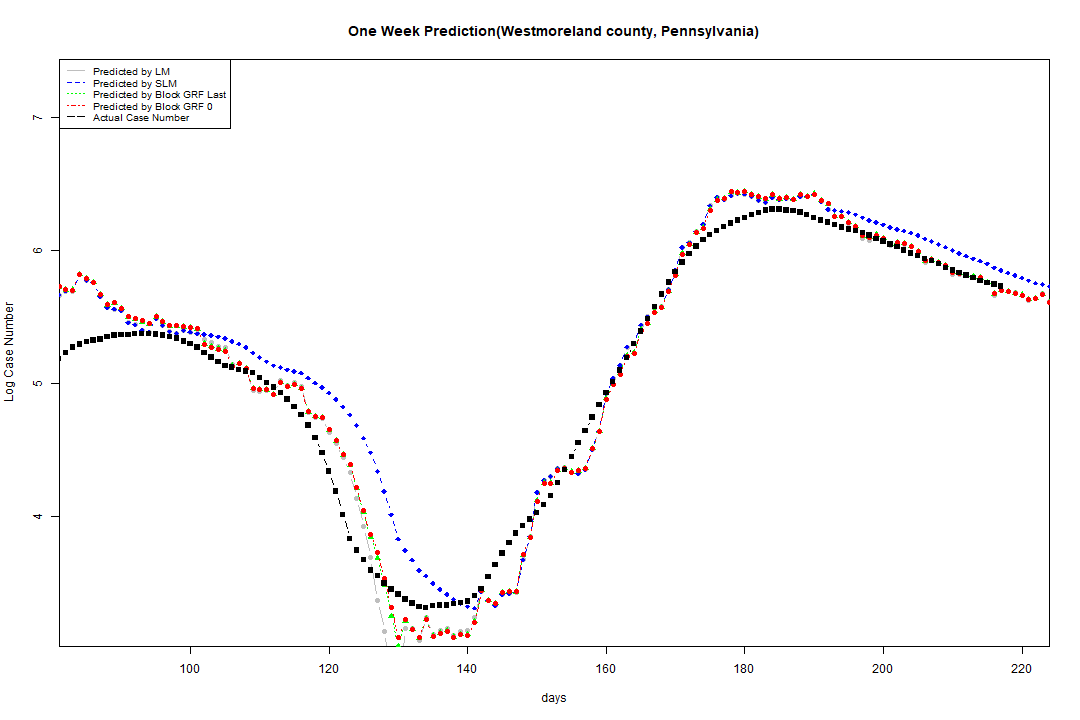 One Week Prediction(Westmoreland county, Pennsylvania)
Predicted by LM
Predicted by SLM
Predicted by Block GRF Last
Predicted by Block GRF 0
Actual Case Number
7
6
5
4
Log Case Number
100 120 140 160 180 200 220
days